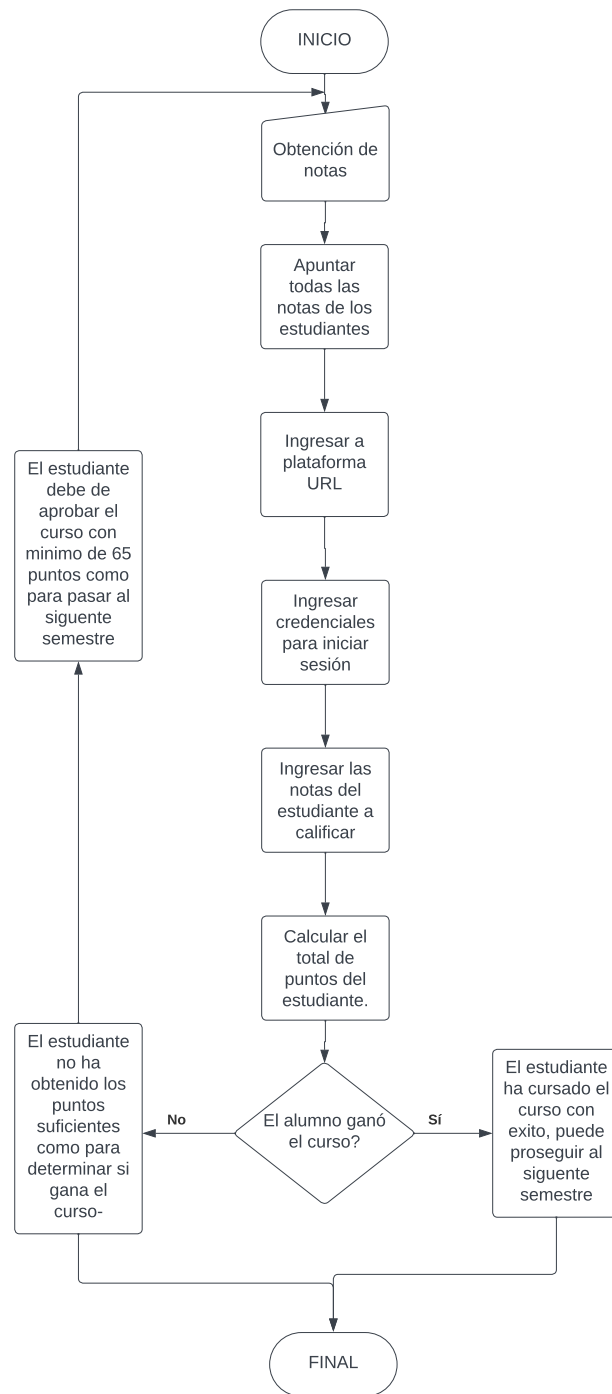 INICIO
Obtención de
notas
Apuntar
todas las
notas de los
estudiantes
Ingresar a
plataforma
URL
El estudiante
debe de
aprobar el
curso con
minimo de 65
puntos como
para pasar al
siguente
semestre
Ingresar
credenciales
para iniciar
sesión
Ingresar las
notas del
estudiante a
calificar
Calcular el
total de
puntos del
estudiante.
El estudiante
no ha
obtenido los
puntos
suficientes
como para
determinar si
gana el
curso-
No
El alumno ganó
el curso?
Sí
El estudiante
ha cursado el
curso con
exito, puede
proseguir al
siguente
semestre
FINAL